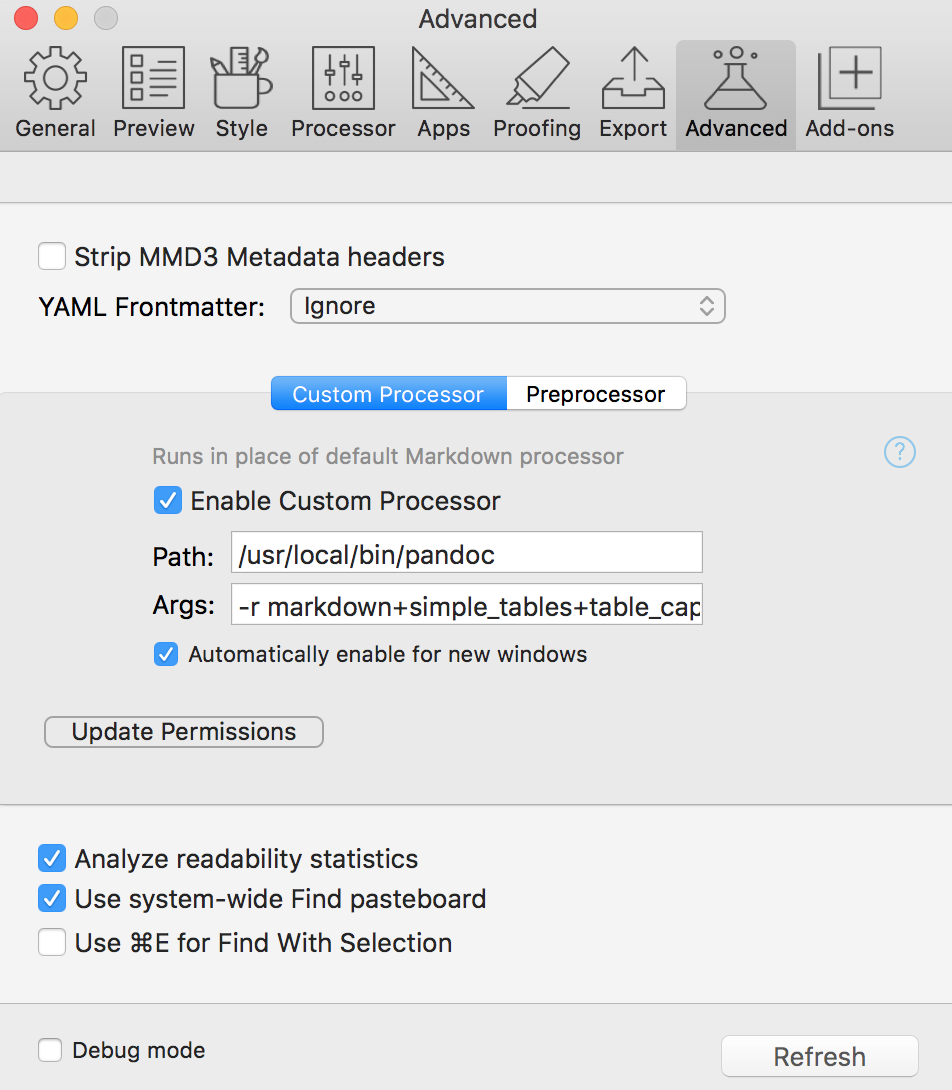 Advanced
General Preview Style Processor Apps Proofing Export Advanced Add-ons
Strip MMD3 Metadata headers
YAML Frontmatter: Ignore
Custom Processor Preprocessor
Runs in place of default Markdown processor ?
Enable Custom Processor
Path: /usr/local/bin/pandoc
Args: -r markdown+simple_tables+table_cap
Automatically enable for new windows
Update Permissions
Analyze readability statistics
Use system-wide Find pasteboard
Use ⌘E for Find With Selection
Debug mode Refresh